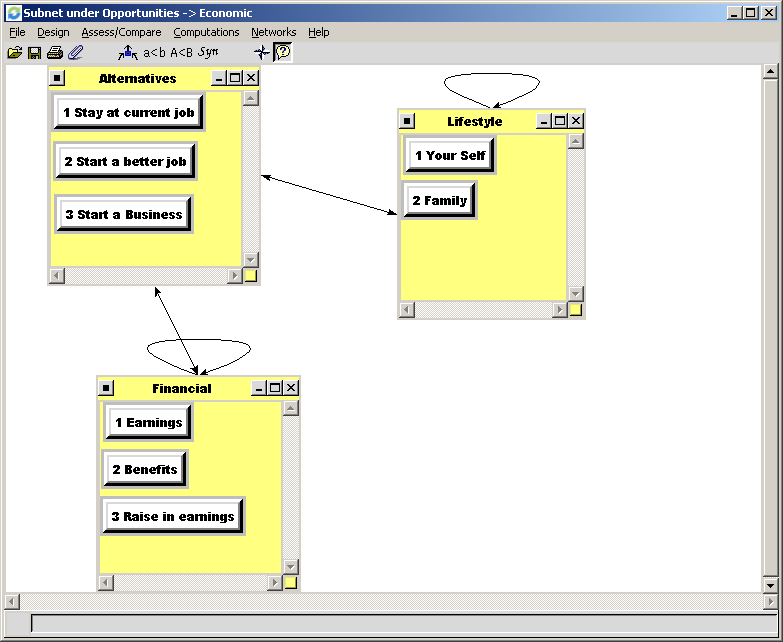 Subnet under Opportunities -> Economic
File Design Assess/Compare Computations Networks Help
a<b A<B Syn
Alternatives
1 Stay at current job
2 Start a better job
3 Start a Business
Lifestyle
1 Your Self
2 Family
Financial
1 Earnings
2 Benefits
3 Raise in earnings